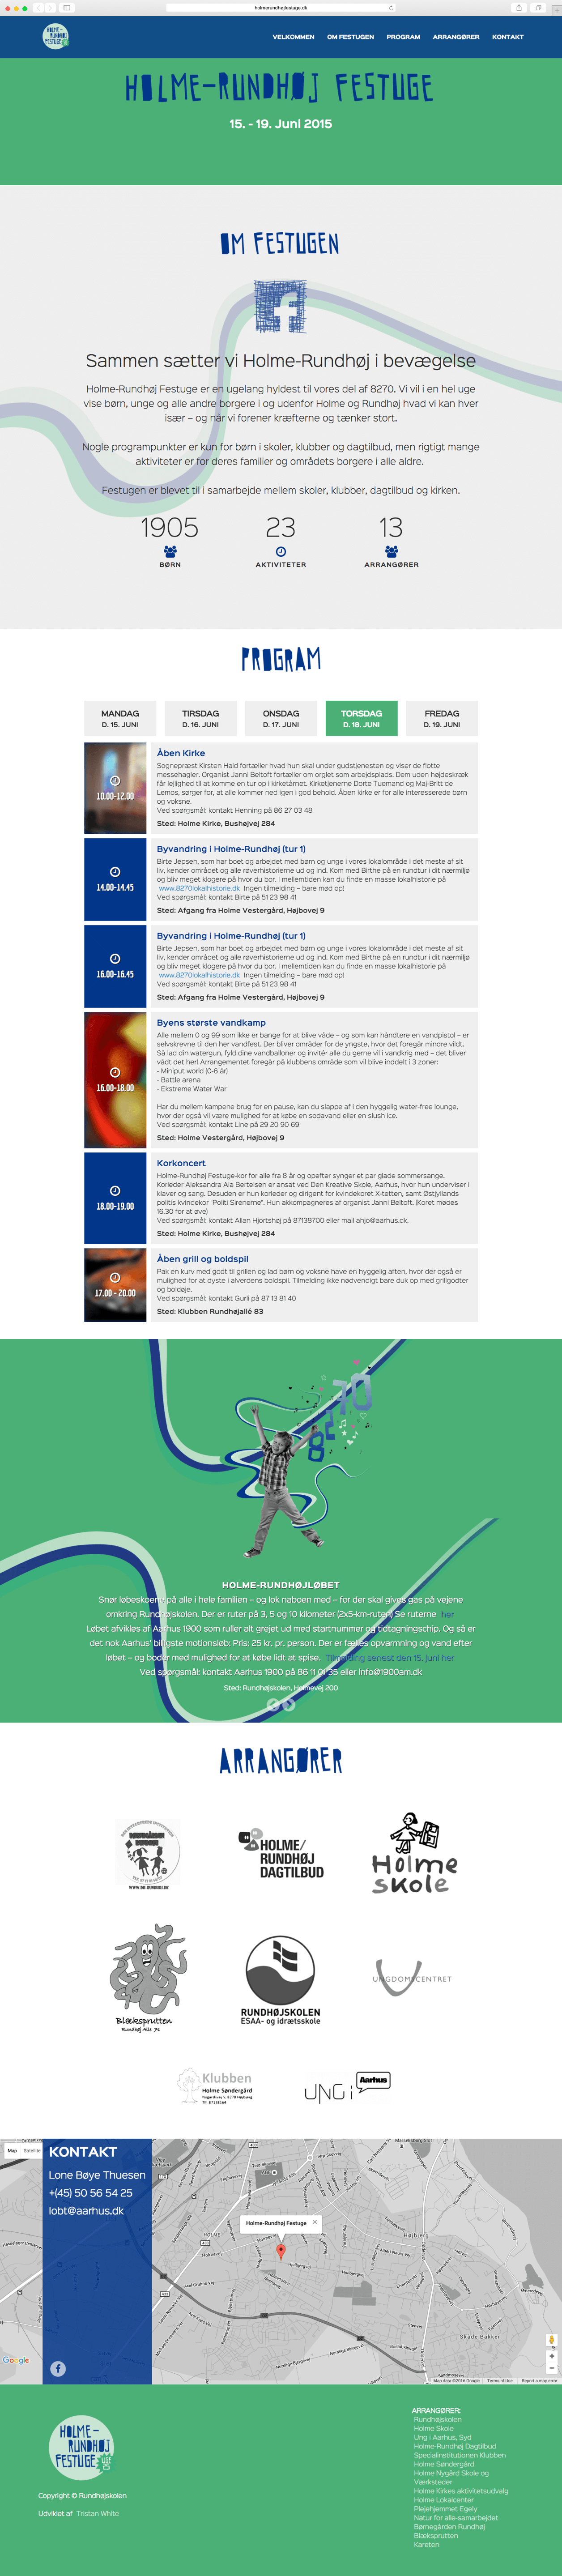 holmerundhøjfestuge.dk
HOLME-
RUNDHØJ
FESTUGE
VELKOMMEN OM FESTUGEN PROGRAM ARRANGØRER KONTAKT
HOLME-RUNDHØJ FESTUGE
15. - 19. Juni 2015
OM FESTUGEN
Sammen sætter vi Holme-Rundhøj i bevægelse
Holme-Rundhøj Festuge er en ugelang hyldest til vores del af 8270. Vi vil i en hel uge
vise børn, unge og alle andre borgere i og udenfor Holme og Rundhøj hvad vi kan hver
især – og når vi forener kræfterne og tænker stort.
Nogle programpunkter er kun for børn i skoler, klubber og dagtilbud, men rigtigt mange
aktiviteter er for deres familier og områdets borgere i alle aldre.
Festugen er blevet til i samarbejde mellem skoler, klubber, dagtilbud og kirken.
1905 23 13
BØRN AKTIVITETER ARRANGØRER
PROGRAM
MANDAG TIRSDAG ONSDAG TORSDAG FREDAG
D. 15. JUNI D. 16. JUNI D. 17. JUNI D. 18. JUNI D. 19. JUNI
10.00-12.00
Åben Kirke
Sognepræst Kirsten Hald fortæller hvad hun skal under gudstjenesten og viser de flotte
messehagler. Organist Janni Beltoft fortæller om orglet som arbejdsplads. Den uden højdeskræk
får lejlighed til at komme en tur op i kirketårnet. Kirketjenerne Dorte Tuemand og Maj-Britt de
Lemos, sørger for, at alle kommer ned igen i god behold. Åben kirke er for alle interesserede børn
og voksne.
Ved spørgsmål: kontakt Henning på 86 27 03 48
Sted: Holme Kirke, Bushøjvej 284
14.00-14.45
Byvandring i Holme-Rundhøj (tur 1)
Birte Jepsen, som har boet og arbejdet med børn og unge i vores lokalområde i det meste af sit
liv, kender området og alle røverhistorierne ud og ind. Kom med Birthe på en rundtur i området
og bliv meget klogere på hvor du bor. I mellemtiden kan du finde en masse lokalhistorie på
www.8270lokalhistorie.dk Ingen tilmelding – bare mød op!
Ved spørgsmål: kontakt Birte på 51 23 98 41
Sted: Afgang fra Holme Vestergård, Højbovej 9
16.00-16.45
Byvandring i Holme-Rundhøj (tur 1)
Birte Jepsen, som har boet og arbejdet med børn og unge i vores lokalområde i det meste af sit
liv, kender området og alle røverhistorierne ud og ind. Kom med Birthe på en rundtur i området
og bliv meget klogere på hvor du bor. I mellemtiden kan du finde en masse lokalhistorie på
www.8270lokalhistorie.dk Ingen tilmelding – bare mød op!
Ved spørgsmål: kontakt Birte på 51 23 98 41
Sted: Afgang fra Holme Vestergård, Højbovej 9
16.00-18.00
Byens største vandkamp
Alle mellem 0 og 99 som ikke er bange for at blive våde – og som kan håndtere en vandpistol – er
selvskrevne til den her vandfest. Der bliver områder for de yngste, hvor det foregår mindre vildt.
Så lad din watergun, fyld dine vandballoner og invitér alle du gerne vil i vandkrig med – det bliver
vådt det her! Arrangementet foregår på klubbens område som vil blive inddelt i 3 zoner:
- Miniput world (0-6 år)
- Battle arena
- Ekstreme Water War
Har du mellem kampene brug for en pause, kan du slappe af i den hyggelig water-free lounge,
hvor der også vil være mulighed for at købe en sodavand eller en slush ice.
Ved spørgsmål: kontakt Line på 29 20 90 69
Sted: Holme Vestergård, Højbovej 9
18.00-19.00
Korkoncert
Holme-Rundhøj Festuge-kor for alle fra 8 år og opefter synger et par glade sommersange.
Korleder Aleksandra Aia Bertelsen er ansat ved Den Kreative Skole, Aarhus, hvor hun underviser i
klaver og sang. Desuden er hun korleder og dirigent for kvindekoret X-tetten, samt Østjyllands
politis kvindekor "Politi Sirenerne". Hun akkompagneres af organist Janni Beltoft. (Koret mødes
16.30 for at øve)
Ved spørgsmål: kontakt Allan Hjortshøj på 87138700 eller mail ahjo@aarhus.dk.
Sted: Holme Kirke, Bushøjvej 284
17.00 - 20.00
Åben grill og boldspil
Pak en kurv med godt til grillen og lad børn og voksne have en hyggelig aften, hvor der også er
mulighed for at dyste i alverdens boldspil. Tilmelding ikke nødvendigt bare duk op med grillgodter
og boldøje.
Ved spørgsmål: kontakt Gurli på 87 13 81 40
Sted: Klubben Rundhøjallé 83
8270
HOLME-RUNDHØJLØBET
Snør løbeskoene på alle i hele familien – og lok naboen med – for der skal gives gas på vejene
omkring Rundhøjskolen. Der er ruter på 3, 5 og 10 kilometer (2x5-km-ruten) Se ruterne her
Løbet afvikles af Aarhus 1900 som ruller alt grejet ud med startnummer og tidtagningschip. Og så er
det nok Aarhus' billigste motionsløb: Pris: 25 kr. pr. person. Der er fælles opvarmning og vand efter
løbet – og boder med mulighed for at købe lidt at spise. Tilmelding senest den 15. juni her
Ved spørgsmål: kontakt Aarhus 1900 på 86 11 01 35 eller info@1900am.dk
Sted: Rundhøjskolen, Holmevej 200
ARRANGØRER
HOLME/
RUNDHØJ
DAGTILBUD
Holme
skole
Blæksprutten
Rundhøj Alle 75
RUNDHØJSKOLEN
ESAA- og idrætsskole
UNGDOMSCENTRET
Klubben
Holme Søndergård
UNG i Aarhus
Map Satellite
KONTAKT
Lone Bøye Thuesen
+(45) 50 56 54 25
lobt@aarhus.dk
Holme-Rundhøj Festuge
HOLME
Højbjerg
Skåde Bakker
Google
Map data ©2015 Google Terms of Use Report a map error
HOLME-
RUNDHØJ
FESTUGE
Copyright © Rundhøjskolen
Udviklet af Tristan White
ARRANGØRER:
Rundhøjskolen
Holme Skole
Ung i Aarhus, Syd
Holme-Rundhøj Dagtilbud
Specialinstitutionen Klubben
Holme Søndergård
Holme Nygård Skole og
Værksteder
Holme Kirkes aktivitetsudvalg
Holme Lokalcenter
Plejehjemmet Egely
Natur for alle-samarbejdet
Børnegården Rundhøj
Blæksprutten
Kareten